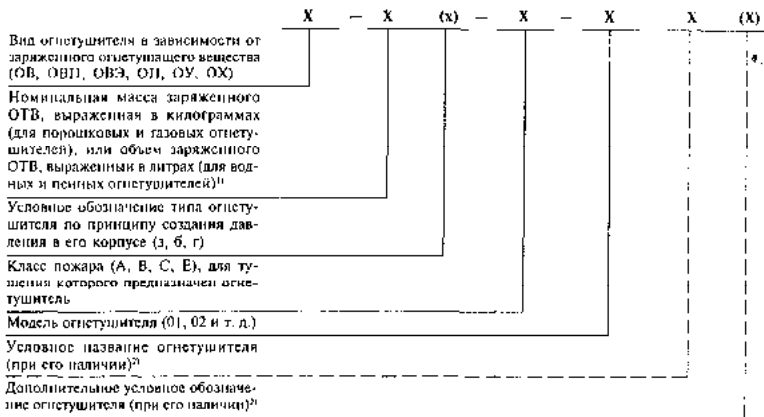 X – X (х) – X – X X (X)
Вид огнетушителя в зависимости от
заряженного огнетушащего вещества
(ОВ, ОВП, ОВЭ, ОП, ОУ, ОХ)
Номинальная масса заряженного
ОТВ, выраженная в килограммах
(для порошковых и газовых огнету-
шителей), или объем заряженного
ОТВ, выраженный в литрах (для вод-
ных и пенных огнетушителей)¹⁾
Условное обозначение типа огнету-
шителя по принципу создания дав-
ления в его корпусе (з, б, г)
Класс пожара (А, В, С, Е), для ту-
шения которого предназначен огне-
тушитель
Модель огнетушителя (01, 02 и т. д.)
Условное название огнетушителя
(при его наличии)²⁾
Дополнительное условное обозначе-
ние огнетушителя (при его наличии)²⁾